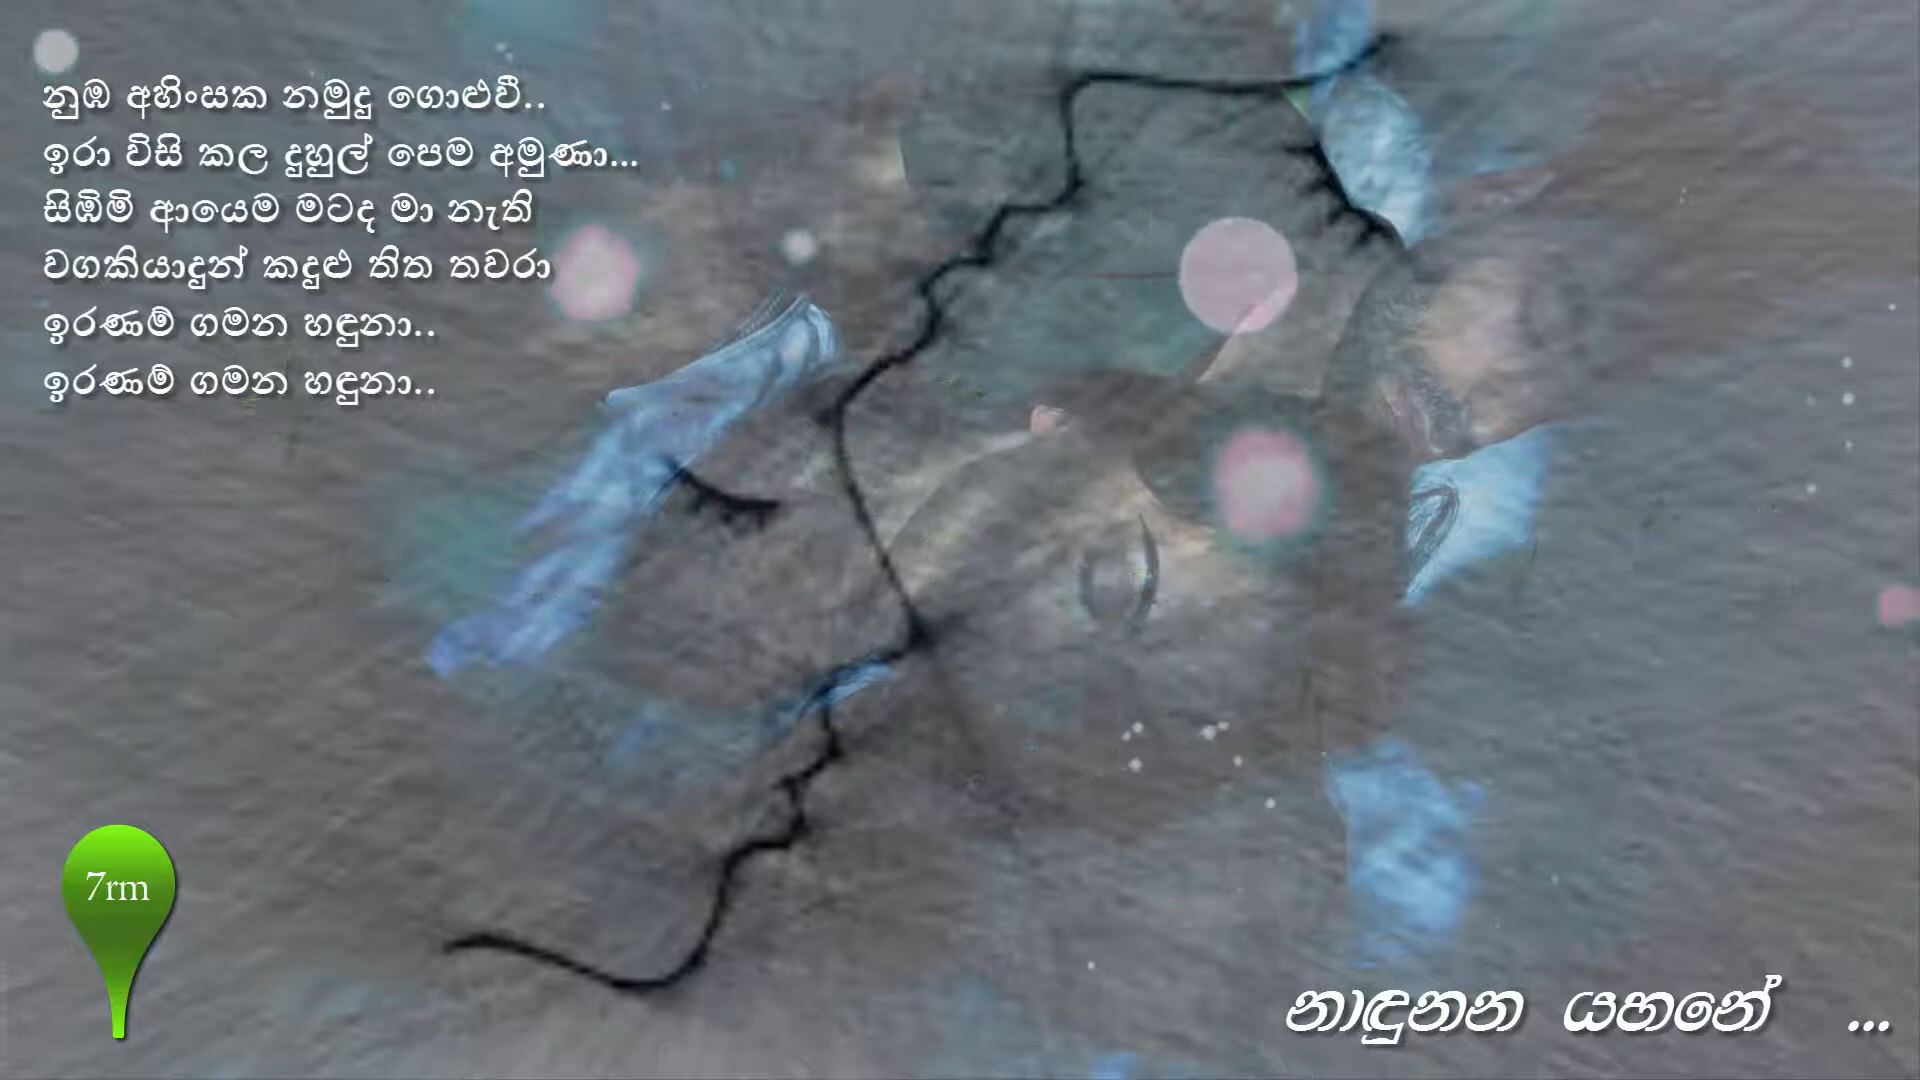 නුඹ අහිංසක නමුදු ගොළුවී..
ඉරා විසි කල දුහුල් පෙම අමුණා...
සිඹිමි ආයෙම මටද මා නැති
වගකියාදුන් කදුළු තිත තවරා
ඉරණම් ගමන හඳුනා..
ඉරණම් ගමන හඳුනා..
7rm
නාඳුනන යහනේ ...